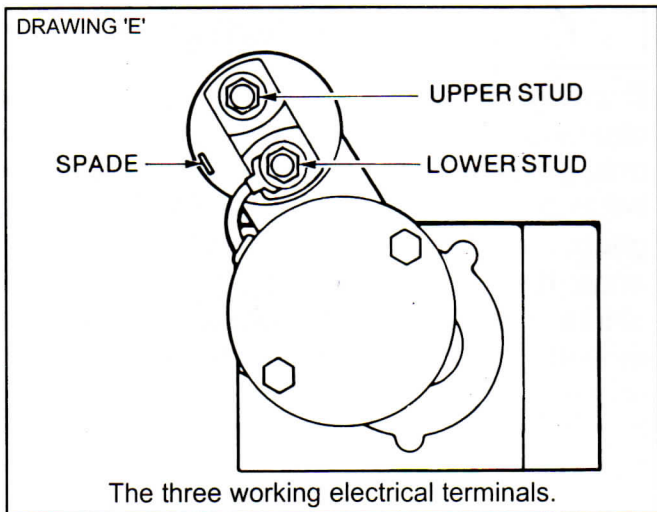 DRAWING 'E'
UPPER STUD
SPADE
LOWER STUD
The three working electrical terminals.